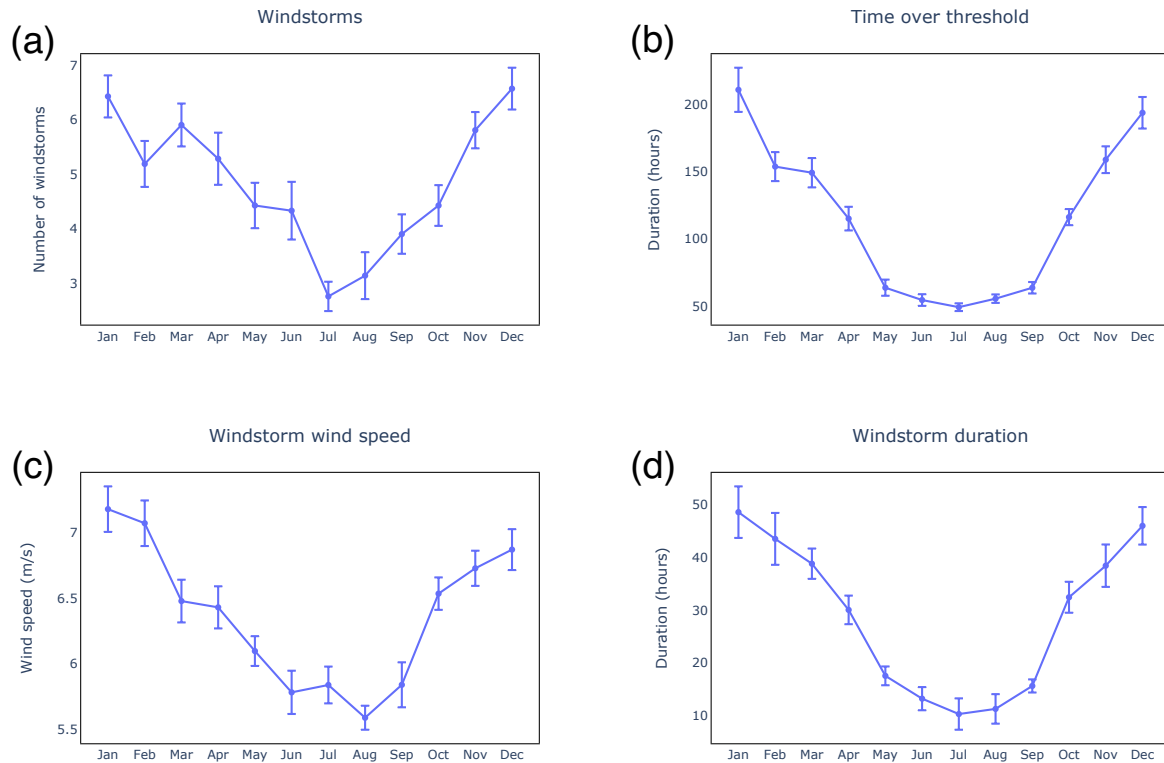 Windstorms
(a)
Number of windstorms
7
6
5
4
3
Jan Feb Mar Apr May Jun Jul Aug Sep Oct Nov Dec
Time over threshold
(b)
Duration (hours)
200
150
100
50
Jan Feb Mar Apr May Jun Jul Aug Sep Oct Nov Dec
Windstorm wind speed
(c)
Wind speed (m/s)
7
6.5
6
5.5
Jan Feb Mar Apr May Jun Jul Aug Sep Oct Nov Dec
Windstorm duration
(d)
Duration (hours)
50
40
30
20
10
Jan Feb Mar Apr May Jun Jul Aug Sep Oct Nov Dec